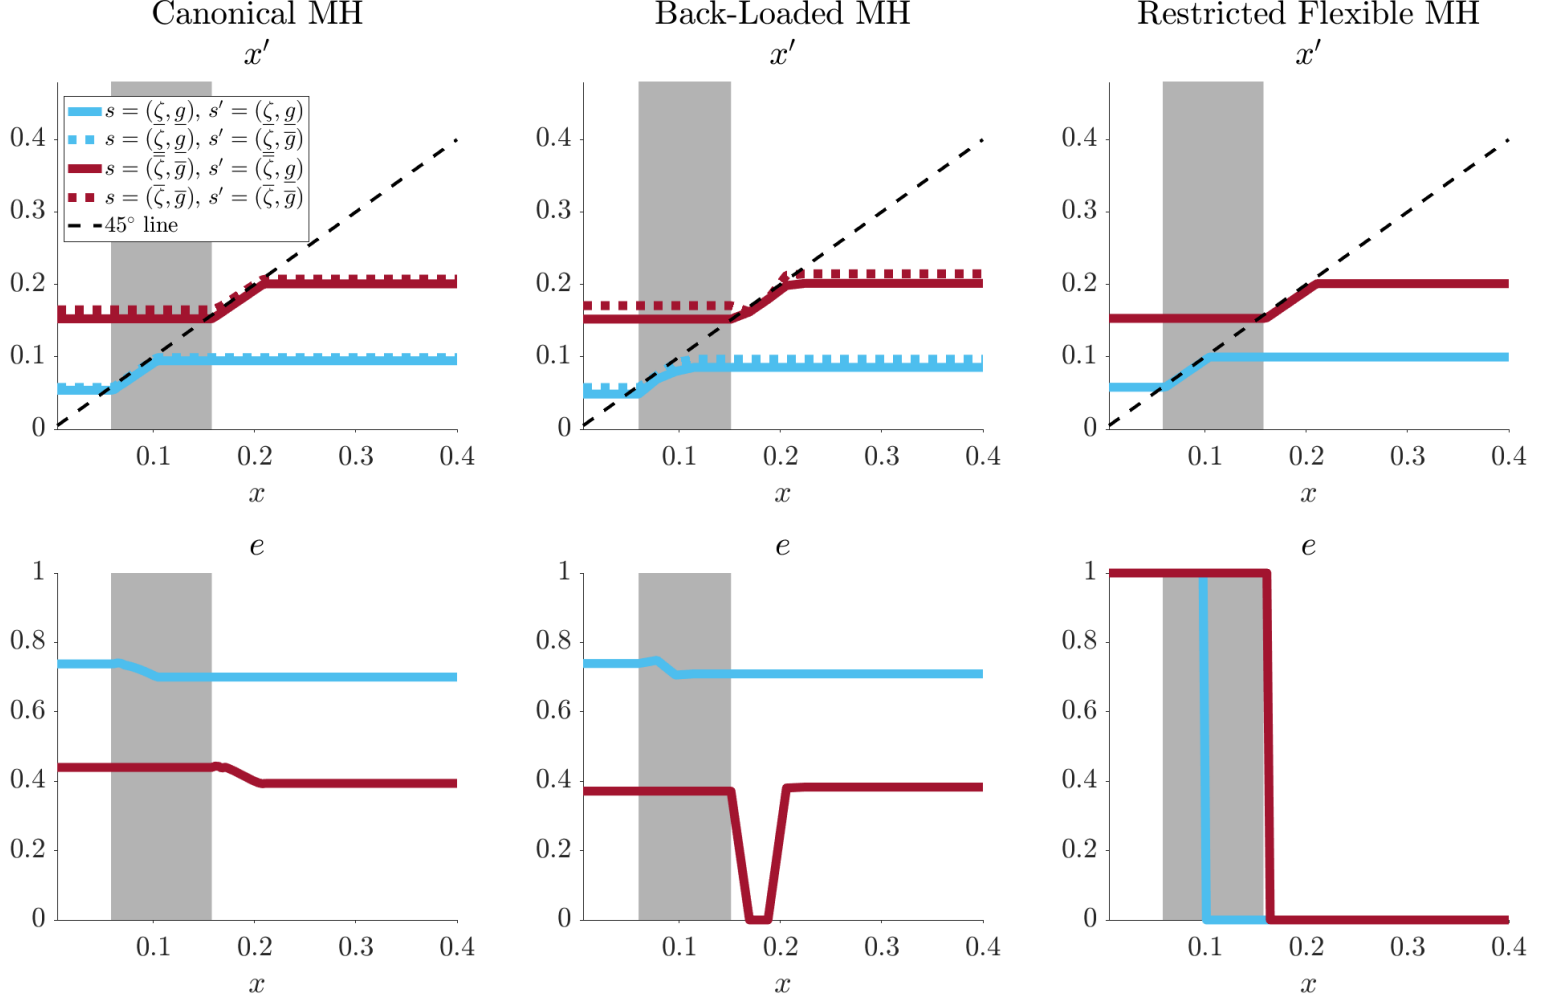 Canonical MH
x′
0.4
0.3
0.2
0.1
0
s = (ζ̲, g̲), s′ = (ζ̲, g̲)
s = (ζ̲, g̲), s′ = (ζ̲, g̅)
s = (ζ̅, g̅), s′ = (ζ̅, g̲)
s = (ζ̅, g̅), s′ = (ζ̅, g̅)
45° line
0.1 0.2 0.3 0.4
x
Back-Loaded MH
x′
0.4
0.3
0.2
0.1
0
0.1 0.2 0.3 0.4
x
Restricted Flexible MH
x′
0.4
0.3
0.2
0.1
0
0.1 0.2 0.3 0.4
x
e
1
0.8
0.6
0.4
0.2
0
0.1 0.2 0.3 0.4
x
e
1
0.8
0.6
0.4
0.2
0
0.1 0.2 0.3 0.4
x
e
1
0.8
0.6
0.4
0.2
0
0.1 0.2 0.3 0.4
x